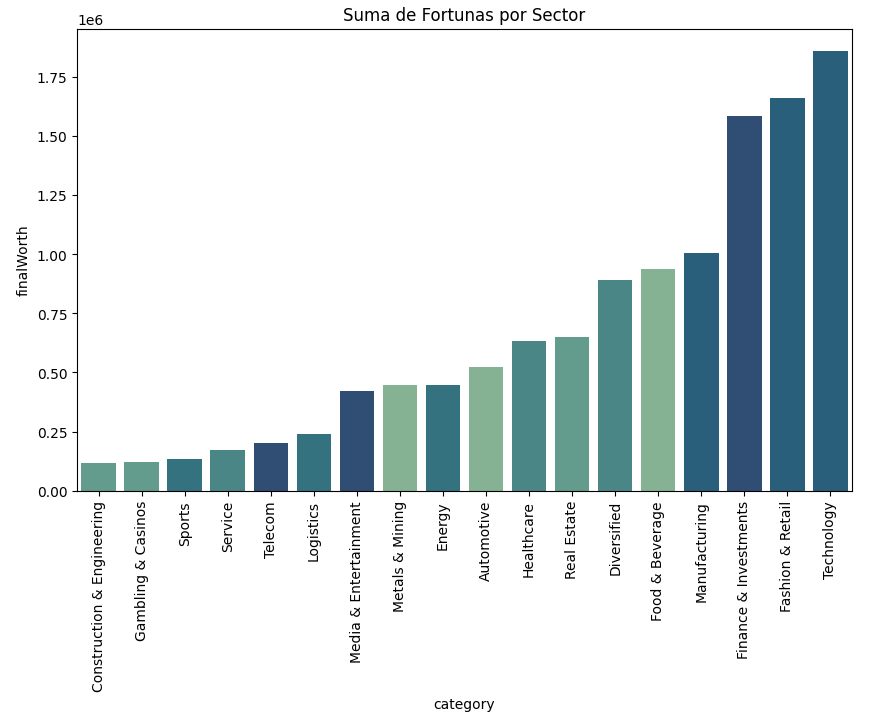 Suma de Fortunas por Sector
1e6
1.75
1.50
1.25
1.00
0.75
0.50
0.25
0.00
finalWorth
Construction & Engineering
Gambling & Casinos
Sports
Service
Telecom
Logistics
Media & Entertainment
Metals & Mining
Energy
Automotive
Healthcare
Real Estate
Diversified
Food & Beverage
Manufacturing
Finance & Investments
Fashion & Retail
Technology
category